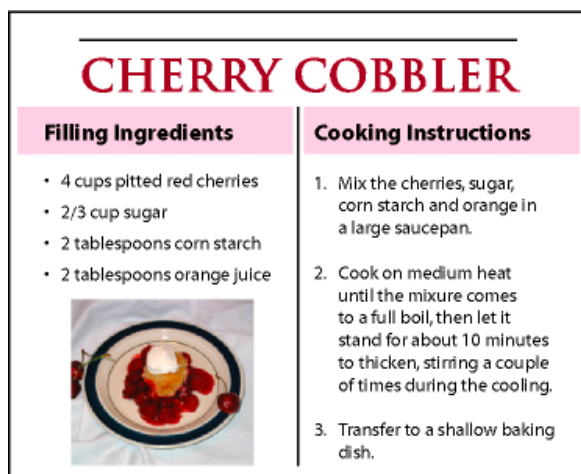 CHERRY COBBLER
Filling Ingredients
• 4 cups pitted red cherries
• 2/3 cup sugar
• 2 tablespoons corn starch
• 2 tablespoons orange juice
Cooking Instructions
1. Mix the cherries, sugar,
corn starch and orange in
a large saucepan.
2. Cook on medium heat
until the mixure comes
to a full boil, then let it
stand for about 10 minutes
to thicken, stirring a couple
of times during the cooling.
3. Transfer to a shallow baking
dish.